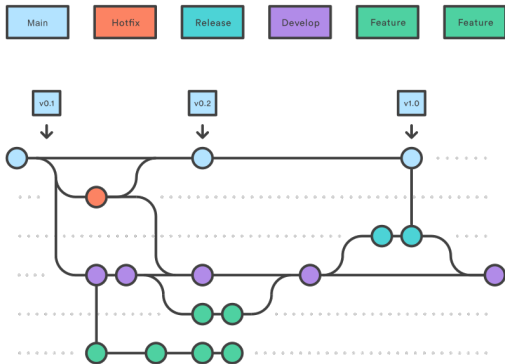 Main
Hotfix
Release
Develop
Feature
Feature
v0.1
v0.2
v1.0